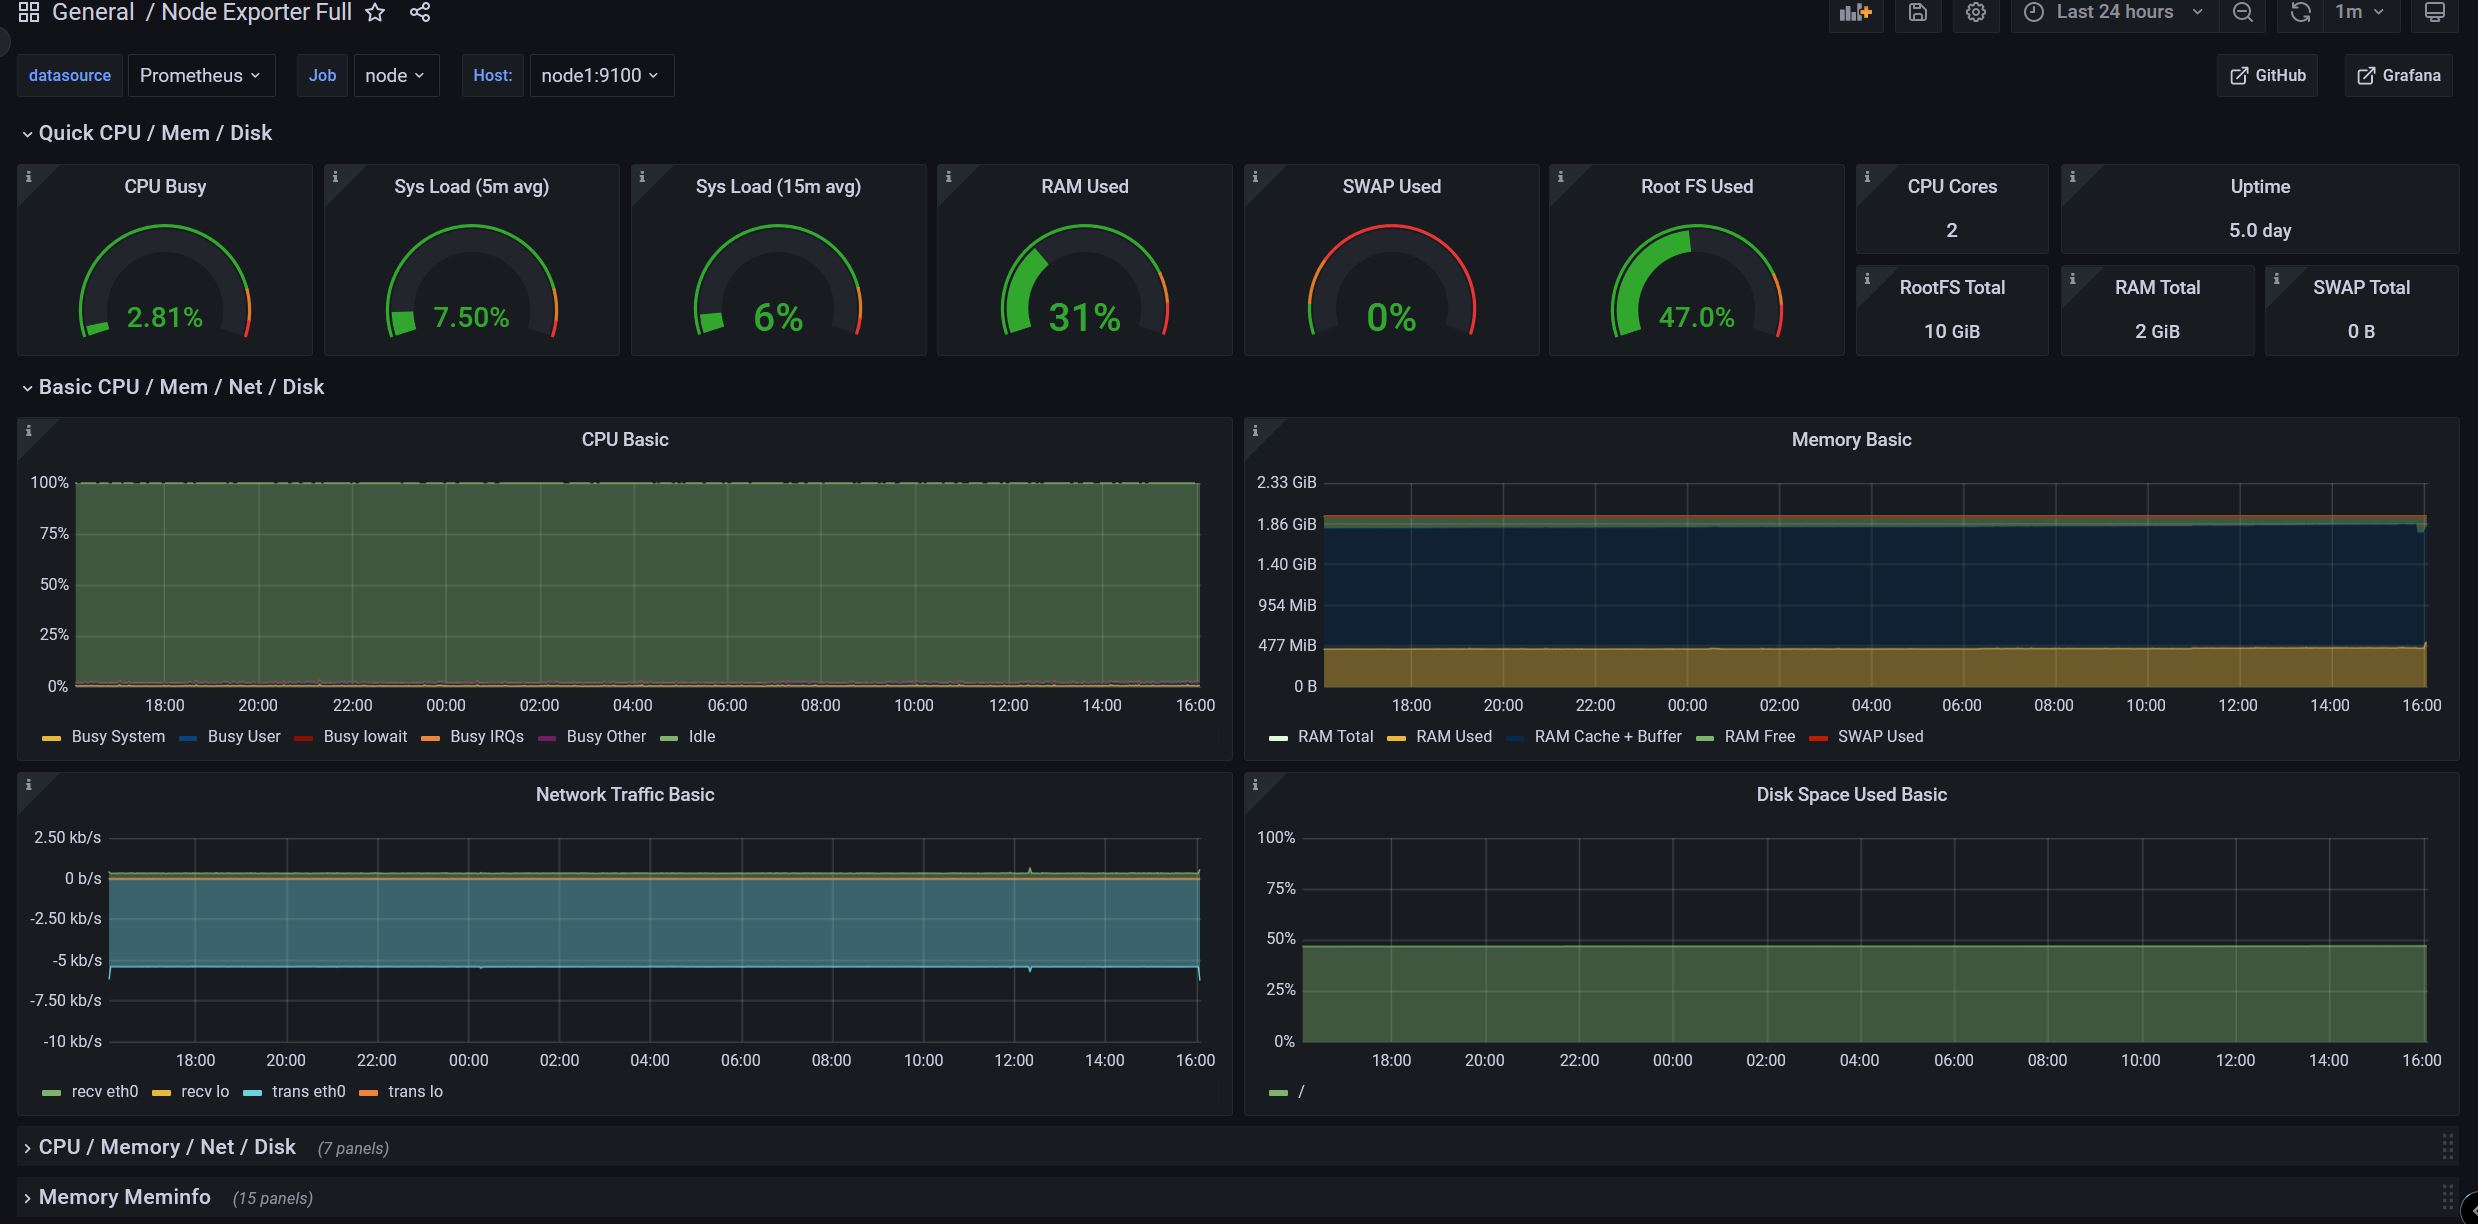 General / Node Exporter Full
Last 24 hours
1m
datasource Prometheus Job node Host: node1:9100 GitHub Grafana
Quick CPU / Mem / Disk
CPU Busy
2.81%
Sys Load (5m avg)
7.50%
Sys Load (15m avg)
6%
RAM Used
31%
SWAP Used
0%
Root FS Used
47.0%
CPU Cores
2
Uptime
5.0 day
RootFS Total
10 GiB
RAM Total
2 GiB
SWAP Total
0 B
Basic CPU / Mem / Net / Disk
CPU Basic
100%
75%
50%
25%
0%
18:00 20:00 22:00 00:00 02:00 04:00 06:00 08:00 10:00 12:00 14:00 16:00
Busy System Busy User Busy Iowait Busy IRQs Busy Other Idle
Memory Basic
2.33 GiB
1.86 GiB
1.40 GiB
954 MiB
477 MiB
0 B
18:00 20:00 22:00 00:00 02:00 04:00 06:00 08:00 10:00 12:00 14:00 16:00
RAM Total RAM Used RAM Cache + Buffer RAM Free SWAP Used
Network Traffic Basic
2.50 kb/s
0 b/s
-2.50 kb/s
-5 kb/s
-7.50 kb/s
-10 kb/s
18:00 20:00 22:00 00:00 02:00 04:00 06:00 08:00 10:00 12:00 14:00 16:00
recv eth0 recv lo trans eth0 trans lo
Disk Space Used Basic
100%
75%
50%
25%
0%
18:00 20:00 22:00 00:00 02:00 04:00 06:00 08:00 10:00 12:00 14:00 16:00
/
CPU / Memory / Net / Disk (7 panels)
Memory Meminfo (15 panels)